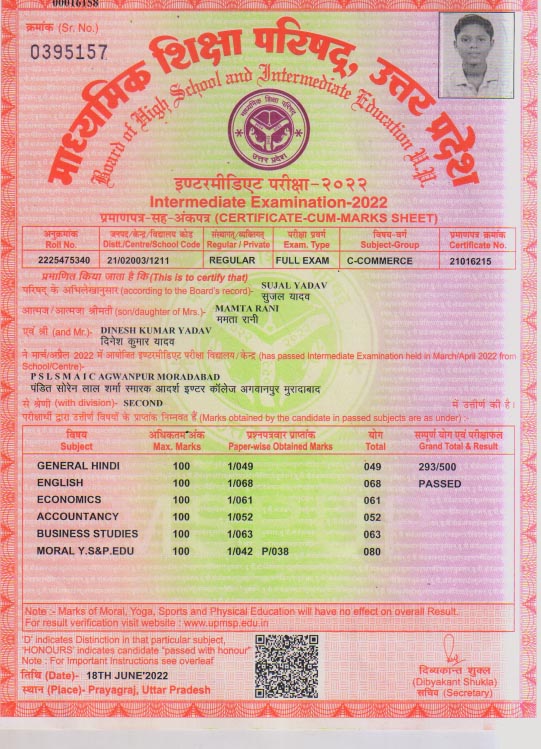 00016158
क्रमांक (Sr. No.)
0395157
माध्यमिक शिक्षा परिषद्, उत्तर प्रदेश
Board of High School and Intermediate Education U.P.
माध्यमिक शिक्षा परिषद
उत्तर प्रदेश
इण्टरमीडिएट परीक्षा-२०२२
Intermediate Examination-2022
प्रमाणपत्र-सह-अंकपत्र (CERTIFICATE-CUM-MARKS SHEET)
अनुक्रमांक जनपद/केन्द्र/विद्यालय कोड संस्थागत/व्यक्तिगत परीक्षा प्रवर्ग विषय-वर्ग प्रमाणपत्र क्रमांक
Roll No. Distt./Centre/School Code Regular / Private Exam. Type Subject-Group Certificate No.
2225475340 21/02003/1211 REGULAR FULL EXAM C-COMMERCE 21016215
प्रमाणित किया जाता है कि(This is to certify that)
परिषद् के अभिलेखानुसार (according to the Board's record)- SUJAL YADAV
सुजल यादव
आत्मज / आत्मजा श्रीमती (son/daughter of Mrs.)- MAMTA RANI
ममता रानी
एवं श्री (and Mr.)- DINESH KUMAR YADAV
दिनेश कुमार यादव
ने मार्च/अप्रैल 2022 में आयोजित इण्टरमीडिएट परीक्षा विद्यालय/केन्द्र (has passed Intermediate Examination held in March/April 2022 from
School/Centre)-
P S L S M A I C AGWANPUR MORADABAD
पंडित सोरेन लाल शर्मा स्मारक आदर्श इण्टर कॉलेज अगवानपुर मुरादाबाद
से श्रेणी (with division)- SECOND में उत्तीर्ण की है।
परीक्षार्थी द्वारा उत्तीर्ण विषयों के प्राप्तांक निम्नवत् हैं (Marks obtained by the candidate in passed subjects are as under) :-
विषय अधिकतम अंक प्रश्नपत्रवार प्राप्तांक योग सम्पूर्ण योग एवं परीक्षाफल
Subject Max. Marks Paper-wise Obtained Marks Total Grand Total & Result
GENERAL HINDI 100 1/049 049 293/500
ENGLISH 100 1/068 068 PASSED
ECONOMICS 100 1/061 061
ACCOUNTANCY 100 1/052 052
BUSINESS STUDIES 100 1/063 063
MORAL Y.S&P.EDU 100 1/042 P/038 080
Note :- Marks of Moral, Yoga, Sports and Physical Education will have no effect on overall Result.
For result verification visit website : www.upmsp.edu.in
'D' indicates Distinction in that particular subject,
'HONOURS' indicates candidate "passed with honour"
Note : For Important Instructions see overleaf
तिथि (Date)- 18TH JUNE'2022
स्थान (Place)- Prayagraj, Uttar Pradesh
दिव्यकान्त शुक्ल
(Dibyakant Shukla)
सचिव (Secretary)